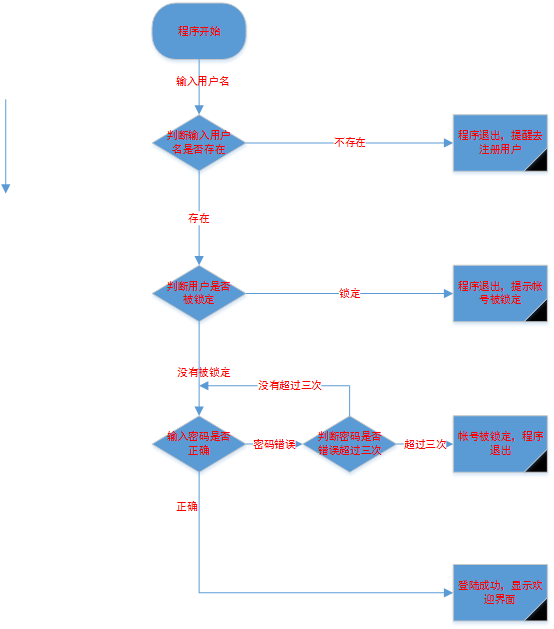 程序开始
输入用户名
判断输入用户
名是否存在
不存在
程序退出，提醒去
注册用户
存在
判断用户是否
被锁定
锁定
程序退出，提示帐
号被锁定
没有被锁定
没有超过三次
输入密码是否
正确
密码错误
判断密码是否
错误超过三次
超过三次
帐号被锁定，程序
退出
正确
登陆成功，显示欢
迎界面